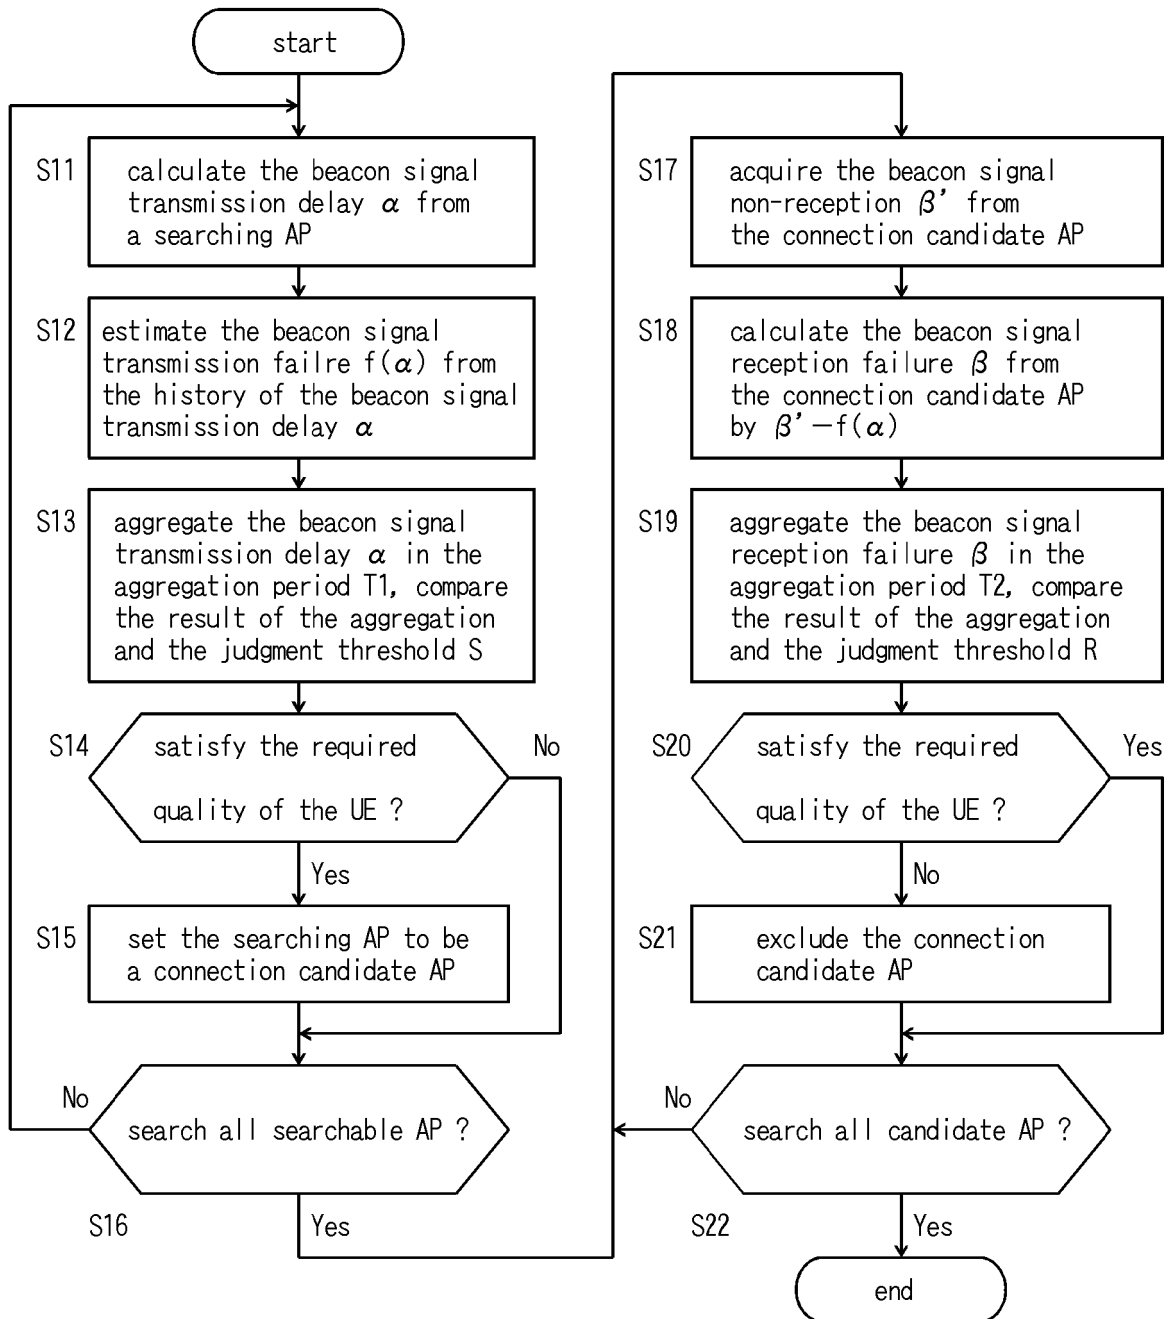 start
S11
calculate the beacon signal
transmission delay α from
a searching AP
S12
estimate the beacon signal
transmission failre f(α) from
the history of the beacon signal
transmission delay α
S13
aggregate the beacon signal
transmission delay α in the
aggregation period T1, compare
the result of the aggregation
and the judgment threshold S
S14
satisfy the required
quality of the UE ?
No
Yes
S15
set the searching AP to be
a connection candidate AP
No
search all searchable AP ?
S16
Yes
S17
acquire the beacon signal
non-reception β' from
the connection candidate AP
S18
calculate the beacon signal
reception failure β from
the connection candidate AP
by β'−f(α)
S19
aggregate the beacon signal
reception failure β in the
aggregation period T2, compare
the result of the aggregation
and the judgment threshold R
S20
satisfy the required
quality of the UE ?
Yes
No
S21
exclude the connection
candidate AP
No
search all candidate AP ?
S22
Yes
end